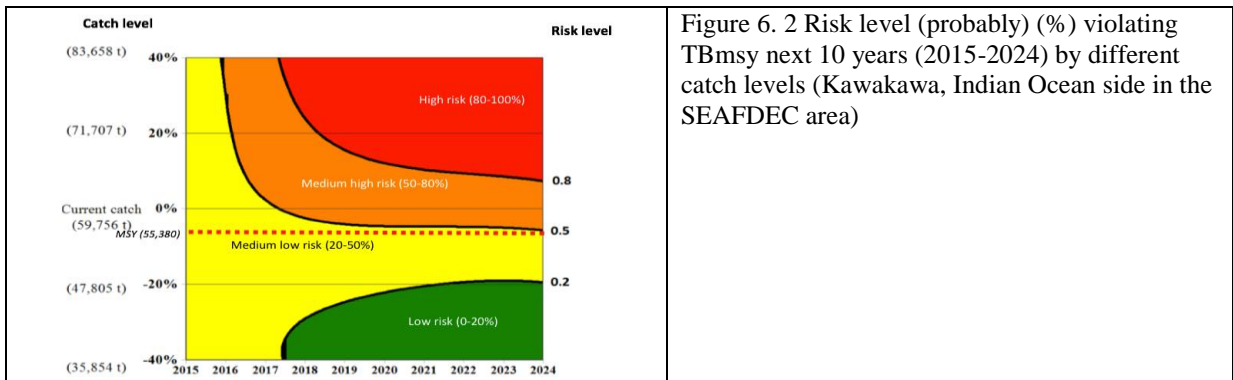 Catch level
Risk level
(83,658 t)
40%
High risk (80-100%)
(71,707 t)
20%
Medium high risk (50-80%)
0.8
Current catch
0%
(59,756 t)
MSY (55,380)
0.5
Medium low risk (20-50%)
(47,805 t)
-20%
0.2
Low risk (0-20%)
(35,854 t)
-40%
2015 2016 2017 2018 2019 2020 2021 2022 2023 2024
Figure 6. 2 Risk level (probably) (%) violating
TBmsy next 10 years (2015-2024) by different
catch levels (Kawakawa, Indian Ocean side in the
SEAFDEC area)